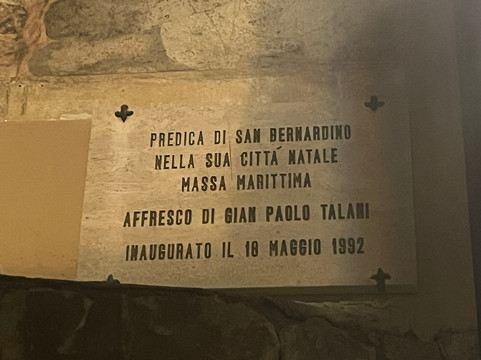 PREDICA DI SAN BERNARDINO
NELLA SUA CITTÁ NATALE
MASSA MARITTIMA
AFFRESCO DI GIAN PAOLO TALANI
INAUGURATO IL 18 MAGGIO 1992